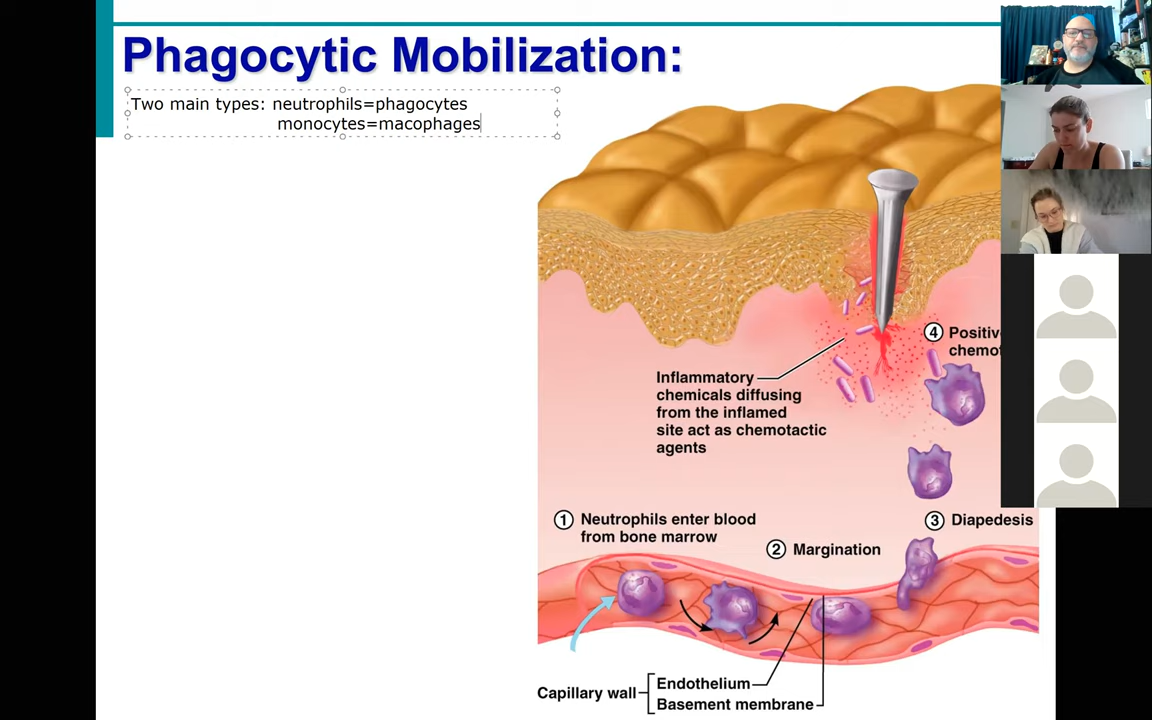 Phagocytic Mobilization:
Two main types: neutrophils=phagocytes
monocytes=macophages
4 Positiv
chemot
Inflammatory
chemicals diffusing
from the inflamed
site act as chemotactic
agents
1 Neutrophils enter blood
from bone marrow
2 Margination
3 Diapedesis
Capillary wall
Endothelium
Basement membrane